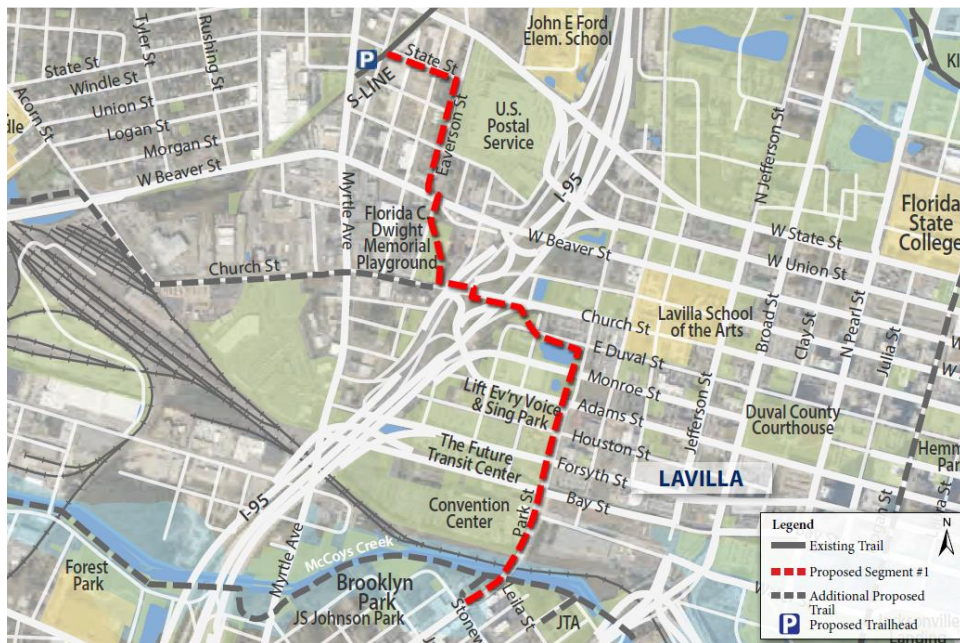 John E Ford
Elem. School
KI
Tyler St
Rushing St
State St
Windle St
Union St
Logan St
Morgan St
W Beaver St
Acorn St
dle
P
State St
S-LINE
Eaverson St
U.S.
Postal
Service
I-95
N Jefferson St
Florida
State
College
Myrtle Ave
Florida C
Dwight
Memorial
Playground
Church St
W Beaver St
W State St
W Union St
Church St
Lavilla School
of the Arts
Broad St
Clay St
N Pearl St
Julia St
E Duval St
Monroe St
Adams St
Houston St
Forsyth St
Bay St
Jefferson St
Lift Ev'ry Voice
& Sing Park
The Future
Transit Center
Convention
Center
Park St
Duval County
Courthouse
LAVILLA
I-95
Myrtle Ave
McCoys Creek
Forest
Park
Brooklyn
Park
JS Johnson Park
Leila St
JTA
Legend
N
Existing Trail
Proposed Segment #1
Additional Proposed
Trail
P Proposed Trailhead